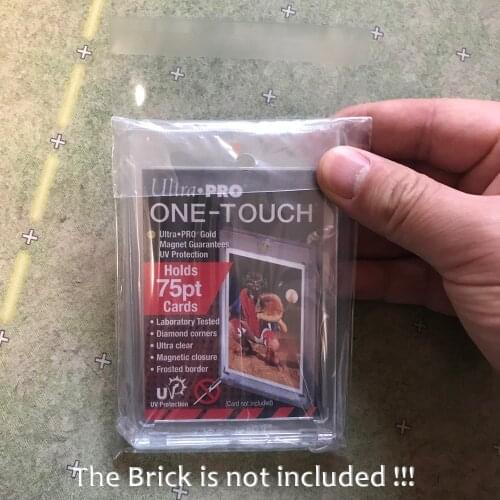 Ultra•PRO
ONE-TOUCH
Ultra•PRO® Gold
Magnet Guarantees
UV Protection
Holds
75pt
Cards
• Laboratory Tested
• Diamond corners
• Ultra clear
• Magnetic closure
• Frosted border
UV
UV Protection
(Card not included)
The Brick is not included !!!